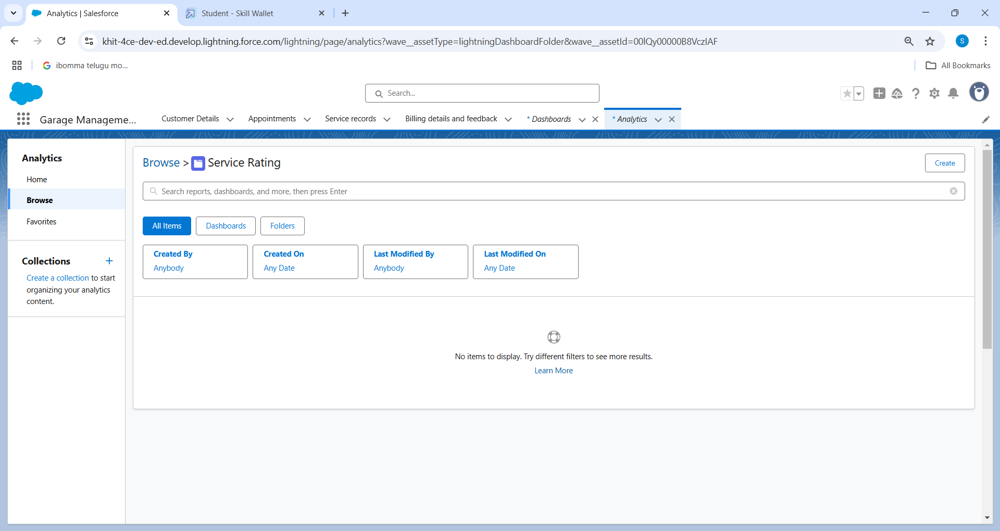 Analytics | Salesforce
Student - Skill Wallet
khit-4ce-dev-ed.develop.lightning.force.com/lightning/page/analytics?wave__assetType=lightningDashboardFolder&wave__assetId=00lQy00000B8VczIAF
S
ibomma telugu mo...
All Bookmarks
Search...
Garage Manageme...
Customer Details
Appointments
Service records
Billing details and feedback
* Dashboards
* Analytics
Analytics
Home
Browse
Favorites
Collections
Create a collection to start
organizing your analytics
content.
Browse > Service Rating
Create
Search reports, dashboards, and more, then press Enter
All Items
Dashboards
Folders
Created By
Anybody
Created On
Any Date
Last Modified By
Anybody
Last Modified On
Any Date
No items to display. Try different filters to see more results.
Learn More